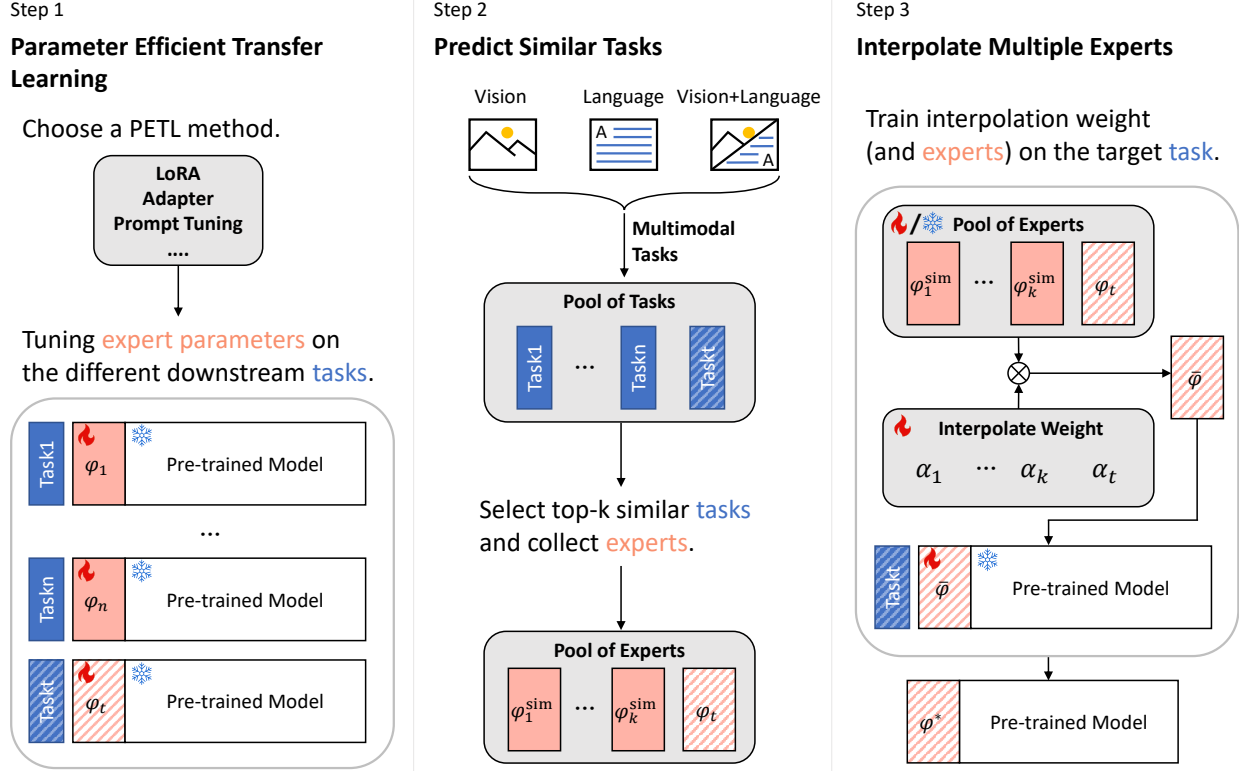 Step 1
Parameter Efficient Transfer
Learning
Choose a PETL method.
LoRA
Adapter
Prompt Tuning
....
Tuning expert parameters on
the different downstream tasks.
Task1
φ₁
Pre-trained Model
...
Taskn
φₙ
Pre-trained Model
Taskt
φₜ
Pre-trained Model
Step 2
Predict Similar Tasks
Vision
Language
Vision+Language
A
A
Multimodal
Tasks
Pool of Tasks
Task1
...
Taskn
Taskt
Select top-k similar tasks
and collect experts.
Pool of Experts
φ₁ˢⁱᵐ ... φₖˢⁱᵐ φₜ
Step 3
Interpolate Multiple Experts
Train interpolation weight
(and experts) on the target task.
/ Pool of Experts
φ₁ˢⁱᵐ ... φₖˢⁱᵐ φₜ
φ̄
Interpolate Weight
α₁ ... αₖ αₜ
Taskt
φ̄
Pre-trained Model
φ* Pre-trained Model